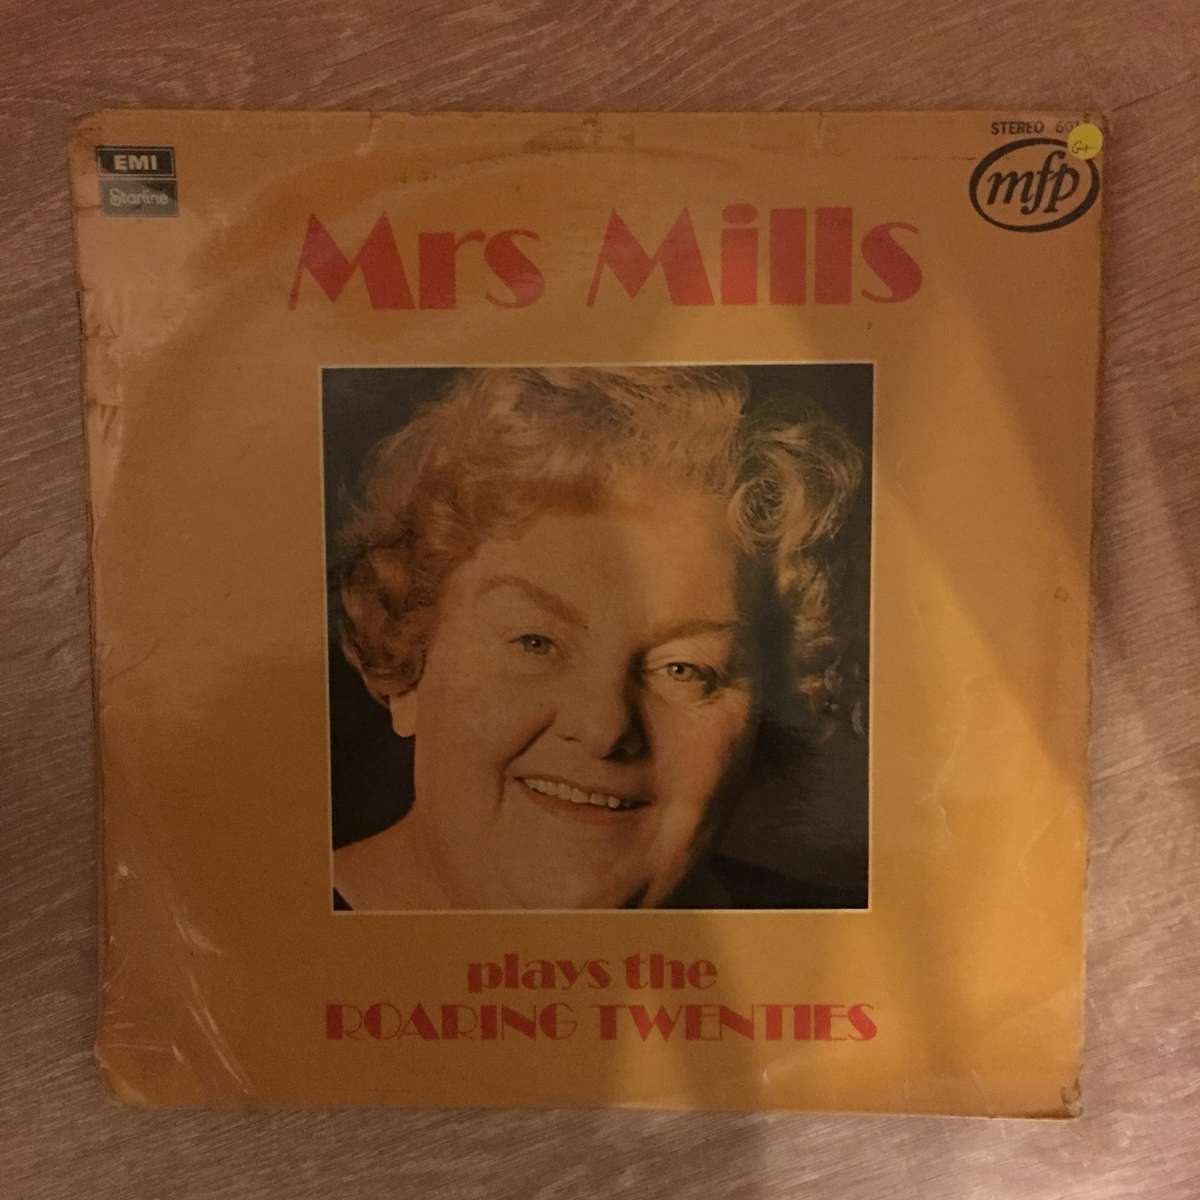 EMI
Starline
STEREO
G+
mfp
Mrs Mills
plays the
ROARING TWENTIES